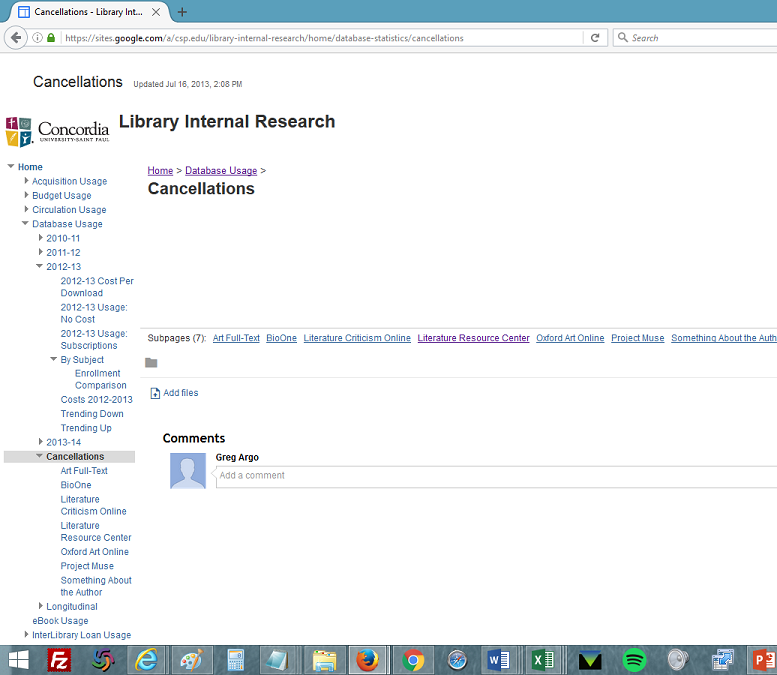 Cancellations - Library Int...
https://sites.google.com/a/csp.edu/library-internal-research/home/database-statistics/cancellations
Search
Cancellations Updated Jul 16, 2013, 2:08 PM
Concordia
UNIVERSITY·SAINT PAUL
Library Internal Research
Home
Acquisition Usage
Budget Usage
Circulation Usage
Database Usage
2010-11
2011-12
2012-13
2012-13 Cost Per
Download
2012-13 Usage:
No Cost
2012-13 Usage:
Subscriptions
By Subject
Enrollment
Comparison
Costs 2012-2013
Trending Down
Trending Up
2013-14
Cancellations
Art Full-Text
BioOne
Literature
Criticism Online
Literature
Resource Center
Oxford Art Online
Project Muse
Something About
the Author
Longitudinal
eBook Usage
InterLibrary Loan Usage
Home > Database Usage >
Cancellations
Subpages (7): Art Full-Text BioOne Literature Criticism Online Literature Resource Center Oxford Art Online Project Muse Something About the Auth
Add files
Comments
Greg Argo
Add a comment